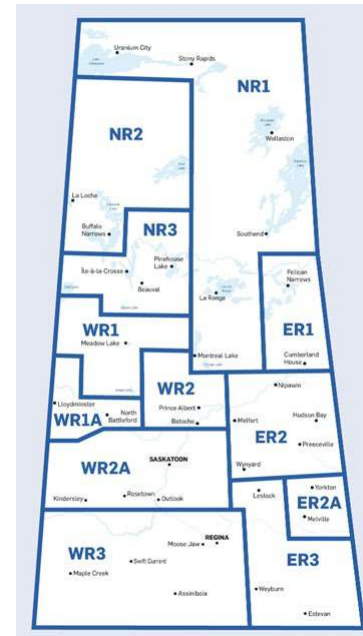 Uranium City
Stony Rapids
NR1
NR2
Wollaston
La Loche
Buffalo
Narrows
NR3
Southend
Pinehouse
Lake
Île-à-la-Crosse
Beauval
Pelican
Narrows
La Ronge
WR1
Meadow Lake
ER1
Montreal Lake
Cumberland
House
WR2
Nipawin
Lloydminster
North
Battleford
WR1A
Prince Albert
Batoche
Melfort
Hudson Bay
ER2
Preeceville
WR2A
SASKATOON
Wynyard
Kindersley
Rosetown
Outlook
Lestock
Yorkton
ER2A
Melville
WR3
Moose Jaw
REGINA
Swift Current
Maple Creek
Assiniboia
ER3
Weyburn
Estevan